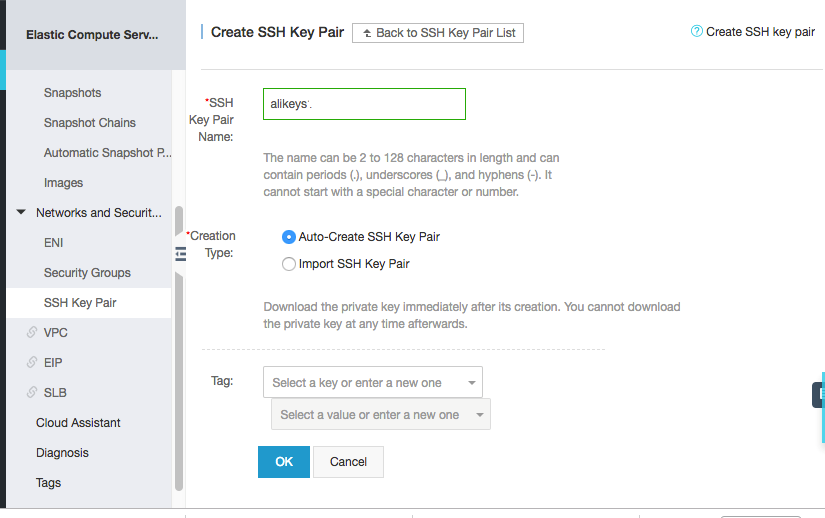 Elastic Compute Serv...
Create SSH Key Pair
Back to SSH Key Pair List
Create SSH key pair
Snapshots
Snapshot Chains
Automatic Snapshot P...
Images
Networks and Securit...
ENI
Security Groups
SSH Key Pair
VPC
EIP
SLB
Cloud Assistant
Diagnosis
Tags
*SSH
Key Pair
Name:
alikeys
The name can be 2 to 128 characters in length and can
contain periods (.), underscores (_), and hyphens (-). It
cannot start with a special character or number.
*Creation
Type:
Auto-Create SSH Key Pair
Import SSH Key Pair
Download the private key immediately after its creation. You cannot download
the private key at any time afterwards.
Tag:
Select a key or enter a new one
Select a value or enter a new one
OK
Cancel